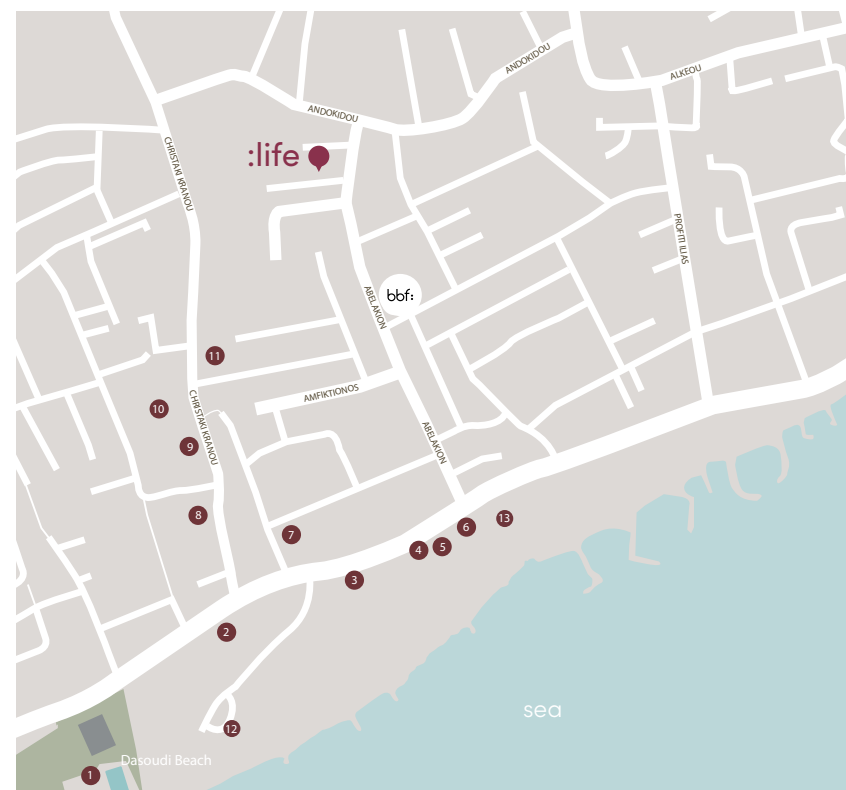 ANDOKIDOU
ALKEOU
ANDOKIDOU
CHRISTAKI KRANOU
:life
PROFITI ILIAS
bbf:
ABELAKION
11
AMFIKTIONOS
CHRISTAKI KRANOU
10
ABELAKION
9
8
13
6
7
5
4
3
2
sea
12
Dasoudi Beach
1